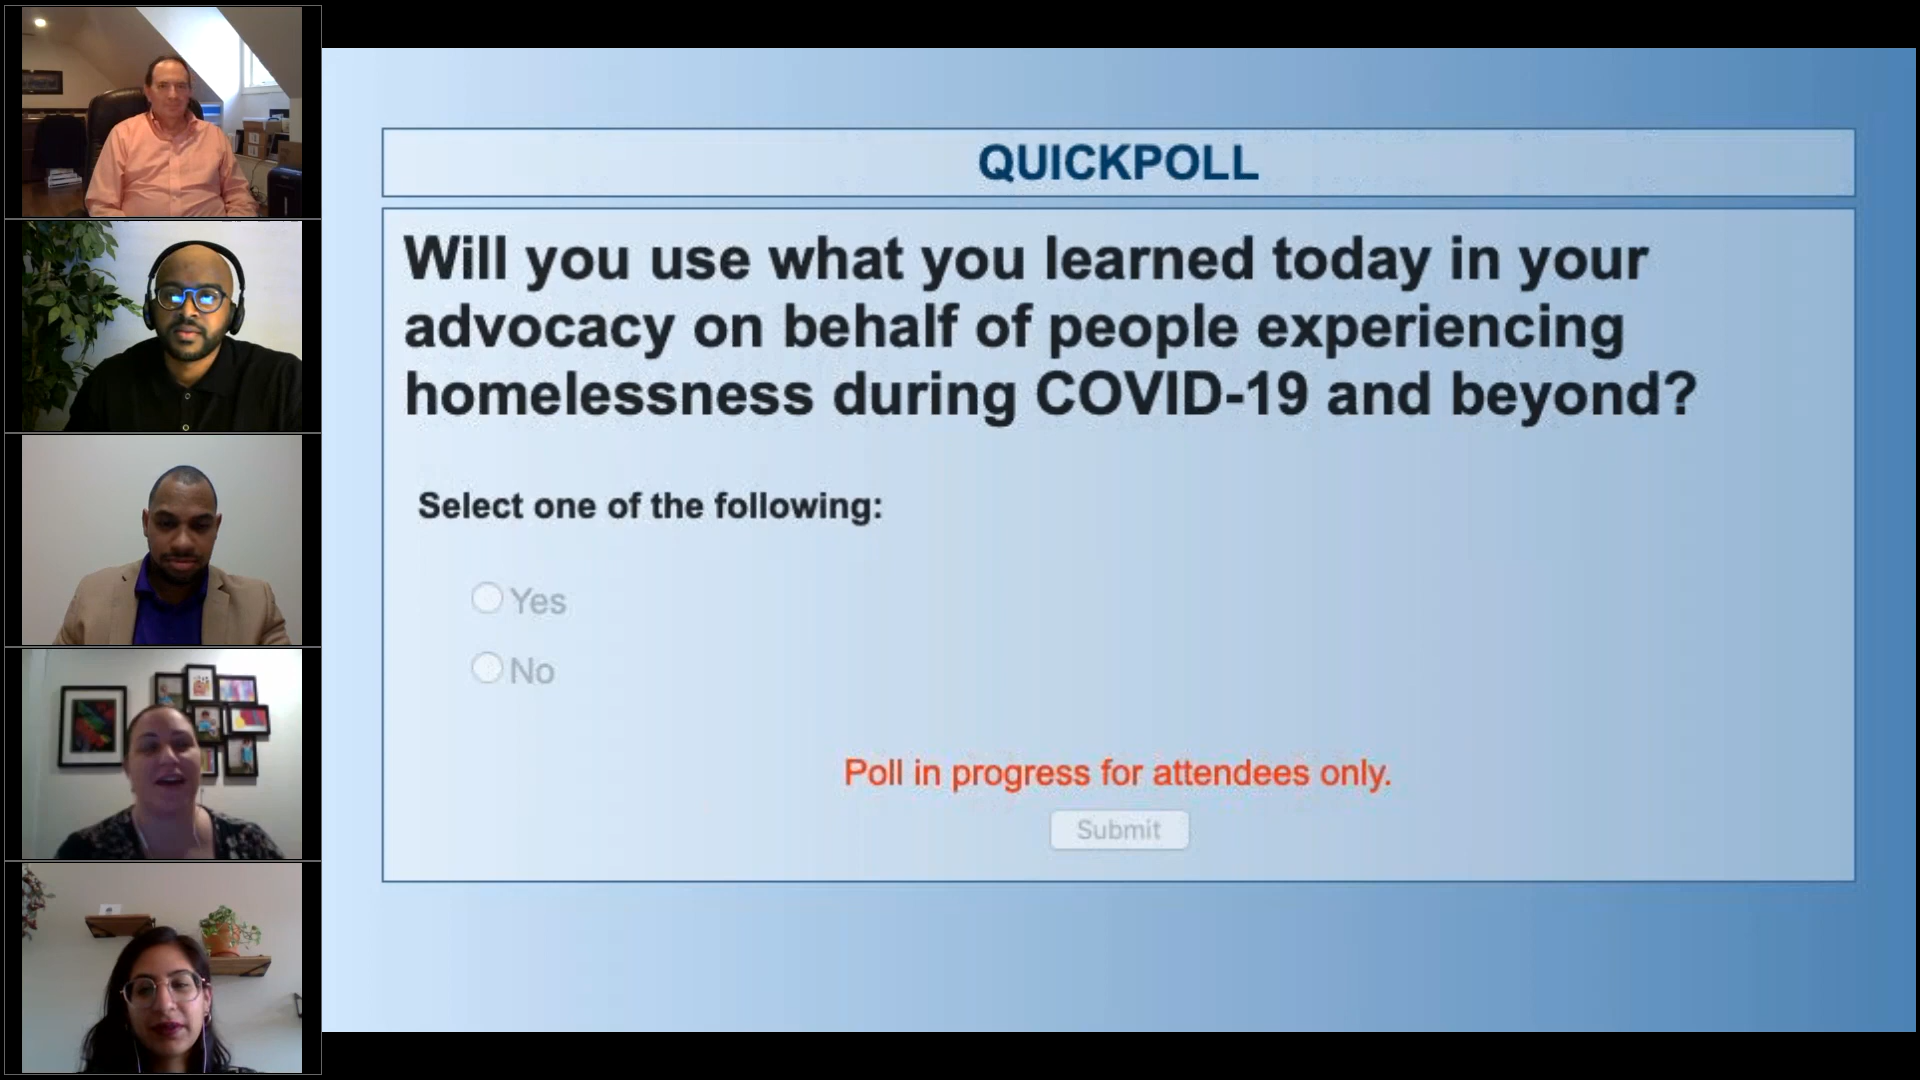 QUICKPOLL
Will you use what you learned today in your
advocacy on behalf of people experiencing
homelessness during COVID-19 and beyond?
Select one of the following:
Yes
No
Poll in progress for attendees only.
Submit